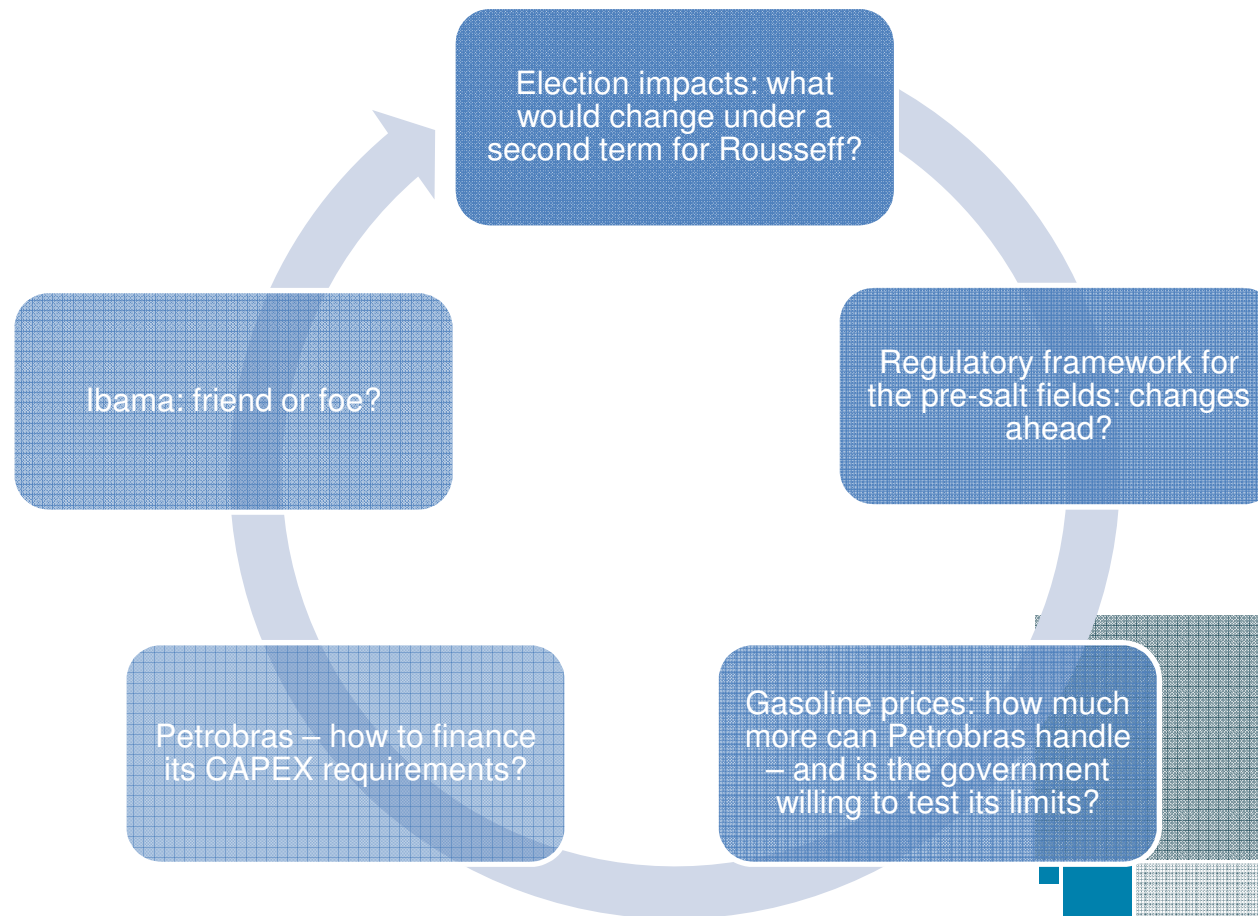 Election impacts: what
would change under a
second term for Rousseff?
Regulatory framework for
the pre-salt fields: changes
ahead?
Gasoline prices: how much
more can Petrobras handle
– and is the government
willing to test its limits?
Petrobras – how to finance
its CAPEX requirements?
Ibama: friend or foe?